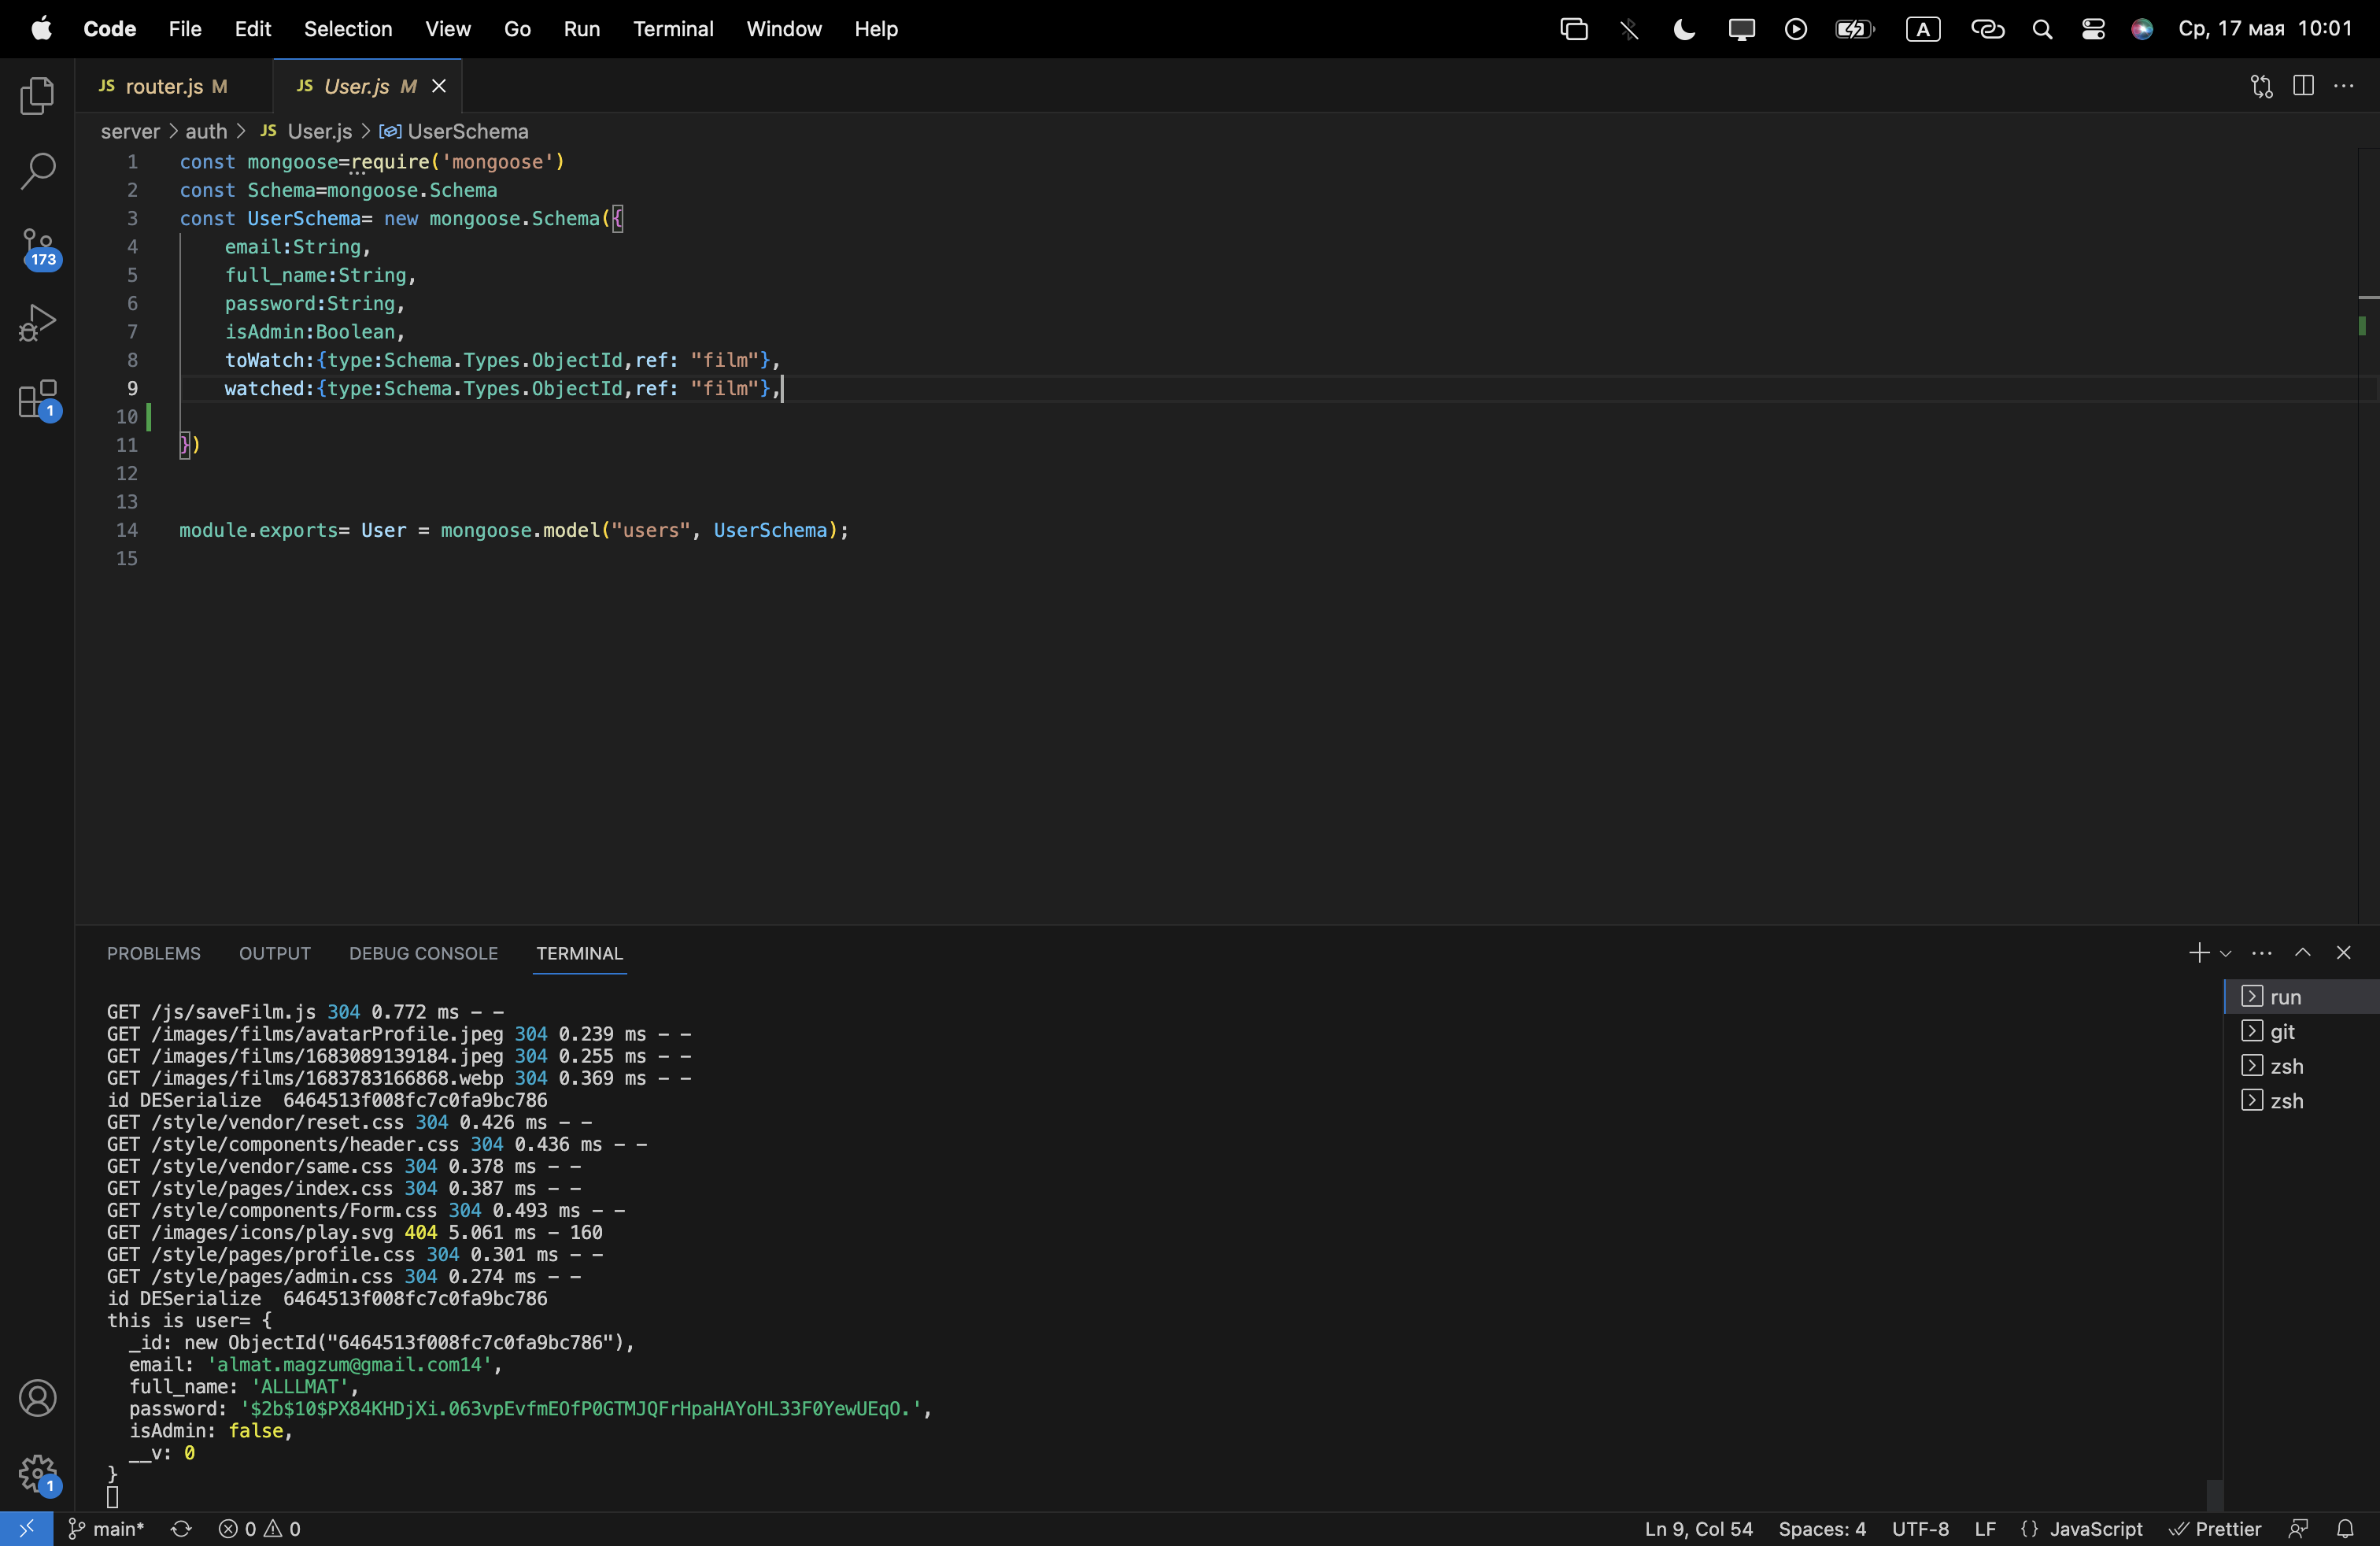 Code File Edit Selection View Go Run Terminal Window Help A Ср, 17 мая 10:01
JS router.js M JS User.js M
server > auth > JS User.js > UserSchema
1 const mongoose=require('mongoose')
2 const Schema=mongoose.Schema
3 const UserSchema= new mongoose.Schema({
4 email:String,
5 full_name:String,
6 password:String,
7 isAdmin:Boolean,
8 toWatch:{type:Schema.Types.ObjectId,ref: "film"},
9 watched:{type:Schema.Types.ObjectId,ref: "film"},
10
11 })
12
13
14 module.exports= User = mongoose.model("users", UserSchema);
15
173
1
1
PROBLEMS OUTPUT DEBUG CONSOLE TERMINAL
GET /js/saveFilm.js 304 0.772 ms - -
GET /images/films/avatarProfile.jpeg 304 0.239 ms - -
GET /images/films/1683089139184.jpeg 304 0.255 ms - -
GET /images/films/1683783166868.webp 304 0.369 ms - -
id DESerialize 6464513f008fc7c0fa9bc786
GET /style/vendor/reset.css 304 0.426 ms - -
GET /style/components/header.css 304 0.436 ms - -
GET /style/vendor/same.css 304 0.378 ms - -
GET /style/pages/index.css 304 0.387 ms - -
GET /style/components/Form.css 304 0.493 ms - -
GET /images/icons/play.svg 404 5.061 ms - 160
GET /style/pages/profile.css 304 0.301 ms - -
GET /style/pages/admin.css 304 0.274 ms - -
id DESerialize 6464513f008fc7c0fa9bc786
this is user= {
_id: new ObjectId("6464513f008fc7c0fa9bc786"),
email: 'almat.magzum@gmail.com14',
full_name: 'ALLLMAT',
password: '$2b$10$PX84KHDjXi.063vpEvfmEOfP0GTMJQFrHpaHAYoHL33F0YewUEqO.',
isAdmin: false,
__v: 0
}
run
git
zsh
zsh
main* 0 0 Ln 9, Col 54 Spaces: 4 UTF-8 LF {} JavaScript Prettier